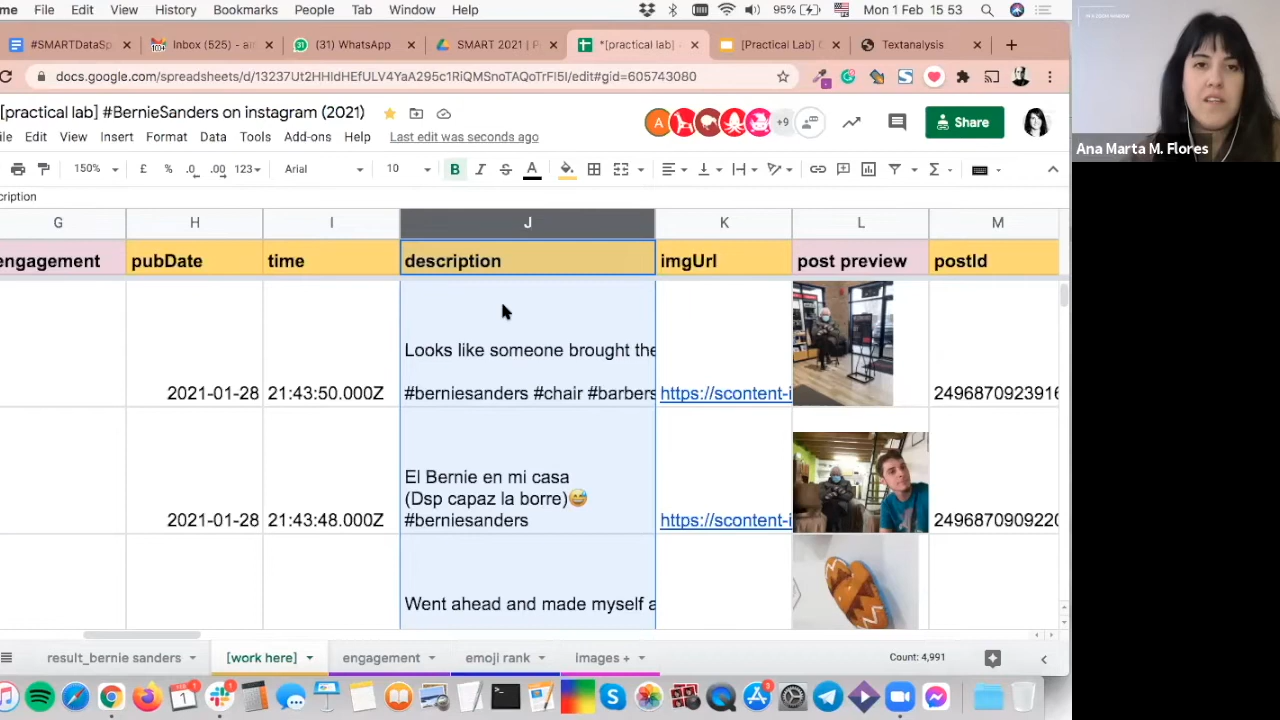 me File Edit View History Bookmarks People Tab Window Help 95% Mon 1 Feb 15 53
#SMARTDataSp Inbox (525) - am (31) WhatsApp SMART 2021 | P *[practical lab] [Practical Lab] Textanalysis
docs.google.com/spreadsheets/d/13237Ut2HHIdHEfULV4YaA295c1RiQMSnoTAQoTrFI5I/edit#gid=605743080
[practical lab] #BernieSanders on instagram (2021)
ile Edit View Insert Format Data Tools Add-ons Help Last edit was seconds ago
A +9 Share
150% £ % .0 .00 123 Arial 10 B I S A
cription
G H I J K L M
engagement pubDate time description imgUrl post preview postId
Looks like someone brought the
2021-01-28 21:43:50.000Z #berniesanders #chair #barbers https://scontent-i 2496870923916
El Bernie en mi casa
(Dsp capaz la borre)😅
2021-01-28 21:43:48.000Z #berniesanders https://scontent-i 2496870909220
Went ahead and made myself a
result_bernie sanders [work here] engagement emoji rank images + Count: 4,991
Ana Marta M. Flores